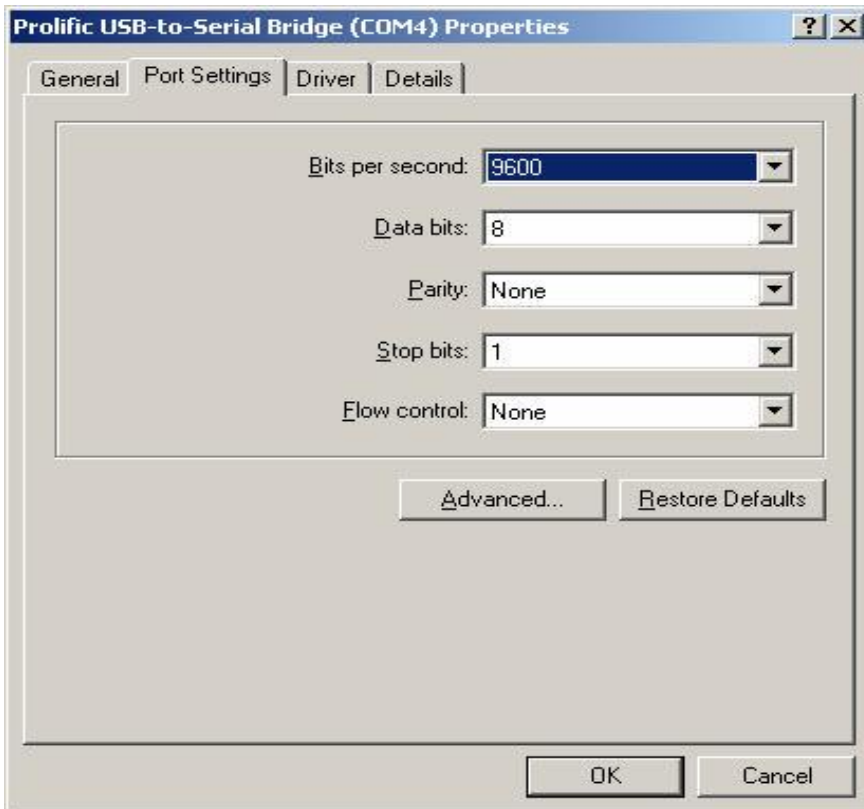 Prolific USB-to-Serial Bridge (COM4) Properties
General Port Settings Driver Details
Bits per second: 9600
Data bits: 8
Parity: None
Stop bits: 1
Flow control: None
Advanced... Restore Defaults
OK Cancel